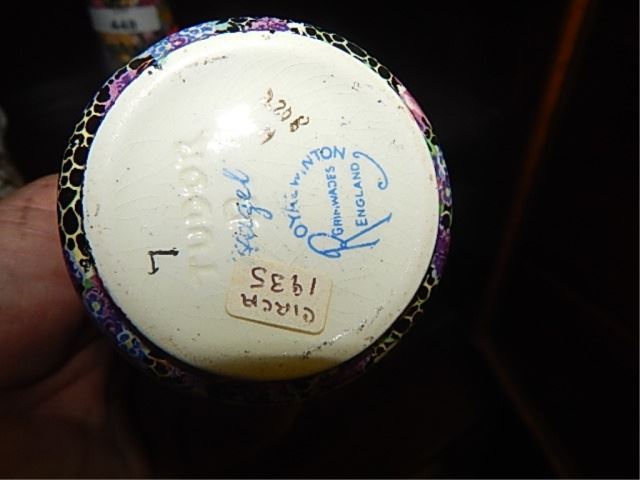 TUDOR
Hazel
ROYAL WINTON
GRIMWADES
ENGLAND
CIRCA
1935
L